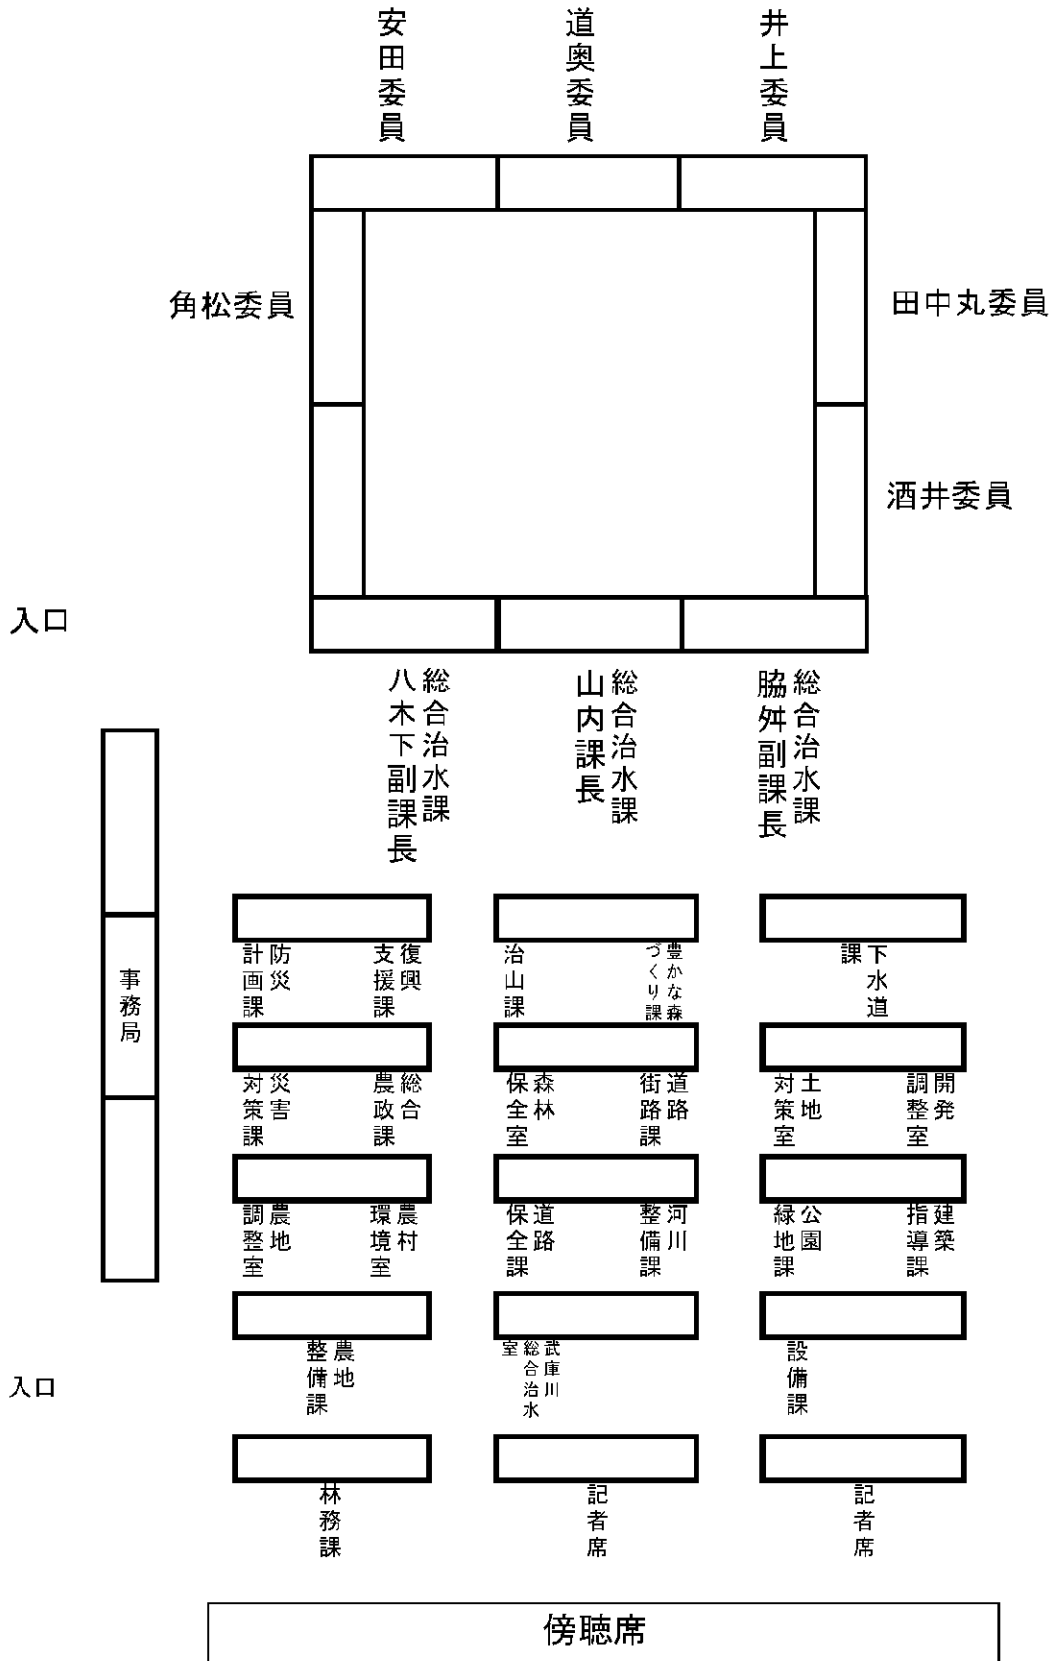 安田委員
道奥委員
井上委員
角松委員
田中丸委員
酒井委員
入口
総合治水課
八木下副課長
総合治水課
山内課長
総合治水課
脇舛副課長
事務局
防災
計画課
復興
支援課
治山課
豊かな森
づくり課
下水道
課
災害
対策課
総合
農政課
森林
保全室
道路
街路課
土地
対策室
開発
調整室
農地
調整室
農村
環境室
道路
保全課
河川
整備課
公園
緑地課
建築
指導課
入口
農地
整備課
武庫川
総合治水
室
設備課
林務課
記者席
記者席
傍聴席